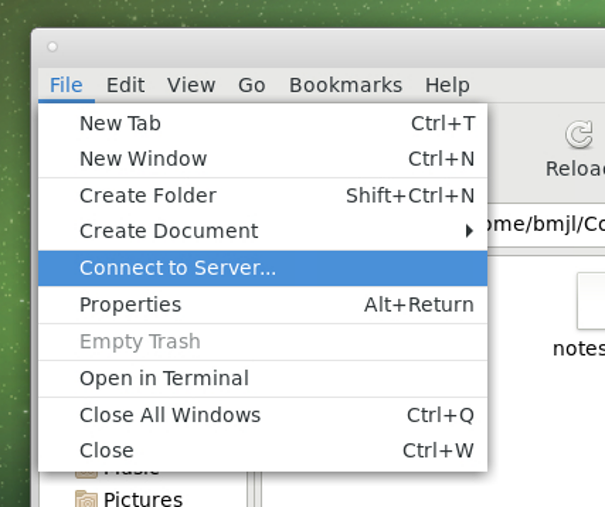 File Edit View Go Bookmarks Help
New Tab Ctrl+T
New Window Ctrl+N
Create Folder Shift+Ctrl+N
Create Document
Connect to Server...
Properties Alt+Return
Empty Trash
Open in Terminal
Close All Windows Ctrl+Q
Close Ctrl+W
Reloa
ome/bmjl/Co
notes
Music
Pictures